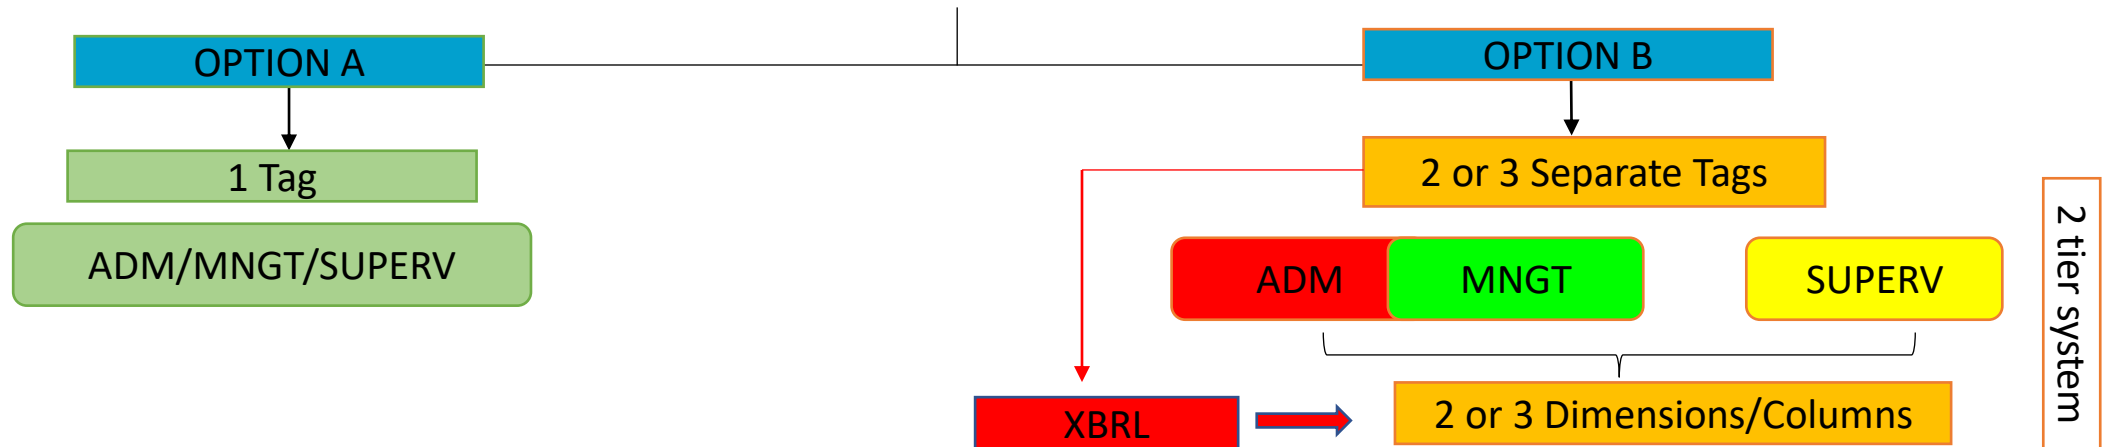 OPTION A
OPTION B
1 Tag
2 or 3 Separate Tags
ADM/MNGT/SUPERV
ADM
MNGT
SUPERV
2 tier system
XBRL
2 or 3 Dimensions/Columns